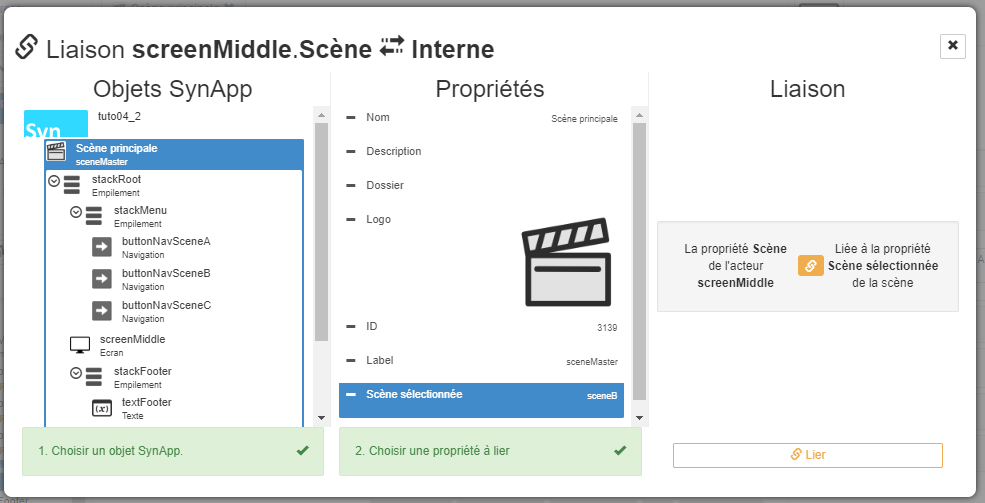 Liaison screenMiddle.Scène Interne
Objets SynApp
Syn
tuto04_2
Scène principale
sceneMaster
stackRoot
Empilement
stackMenu
Empilement
buttonNavSceneA
Navigation
buttonNavSceneB
Navigation
buttonNavSceneC
Navigation
screenMiddle
Ecran
stackFooter
Empilement
(x)
textFooter
Texte
1. Choisir un objet SynApp.
Propriétés
Nom Scène principale
Description
Dossier
Logo
ID 3139
Label sceneMaster
Scène sélectionnée sceneB
2. Choisir une propriété à lier
Liaison
La propriété Scène
de l'acteur
screenMiddle
Liée à la propriété
Scène sélectionnée
de la scène
Lier